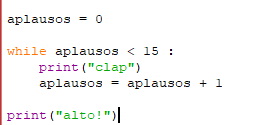 aplausos = 0
while aplausos < 15 :
    print("clap")
    aplausos = aplausos + 1
print("alto!")